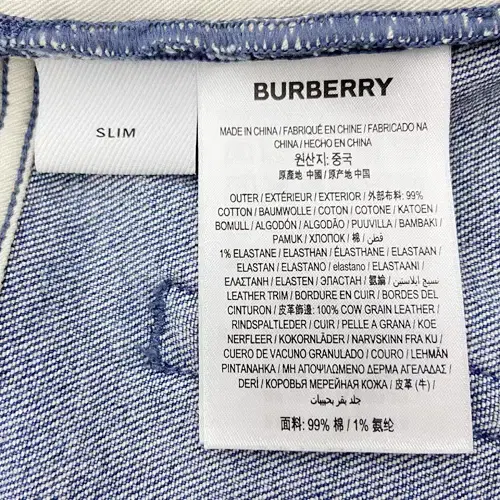 SLIM
BURBERRY
MADE IN CHINA / FABRIQUÉ EN CHINE / FABRICADO NA
CHINA / HECHO EN CHINA
원산지: 중국
原產地 中國 / 原产地 中国
OUTER / EXTÉRIEUR / EXTERIOR / 外部布料: 99%
COTTON / BAUMWOLLE / COTON / COTONE / KATOEN /
BOMULL / ALGODÓN / ALGODÃO / PUUVILLA / BAMBAKI /
PAMUK / ХЛОПОК / 棉 / قطن /
1% ELASTANE / ELASTHAN / ÉLASTHANE / ELASTAAN /
ELASTAN / ELASTANO / elastano / ELASTAANI /
ΕΛΑΣΤΑΝΗ / ELASTEN / ЭЛАСТАН / 氨綸 / نسيج إيلاستين /
LEATHER TRIM / BORDURE EN CUIR / BORDES DEL
CINTURON / 皮革飾邊: 100% COW GRAIN LEATHER /
RINDSPALTLEDER / CUIR / PELLE A GRANA / KOE
NERFLEER / KOKORNLÄDER / NARVSKINN FRA KU /
CUERO DE VACUNO GRANULADO / COURO / LEHMÄN
PINTANAHKA / ΜΗ ΑΠΟΨΙΛΩΜΕΝΟ ΔΕΡΜΑ ΑΓΕΛΑΔΑΣ /
DERİ / КОРОВЬЯ МЕРЕЙНАЯ КОЖА / 皮革 (牛) /
جلد بقر بحبيبات
面料: 99% 棉 / 1% 氨纶